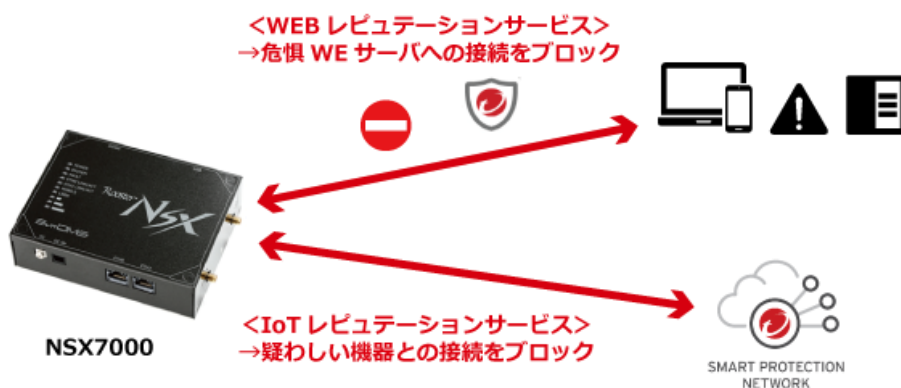 <WEB レピュテーションサービス>
→危惧 WE サーバへの接続をブロック
Rooster
NSX
SUNCOMM
NSX7000
<IoT レピュテーションサービス>
→疑わしい機器との接続をブロック
SMART PROTECTION
NETWORK